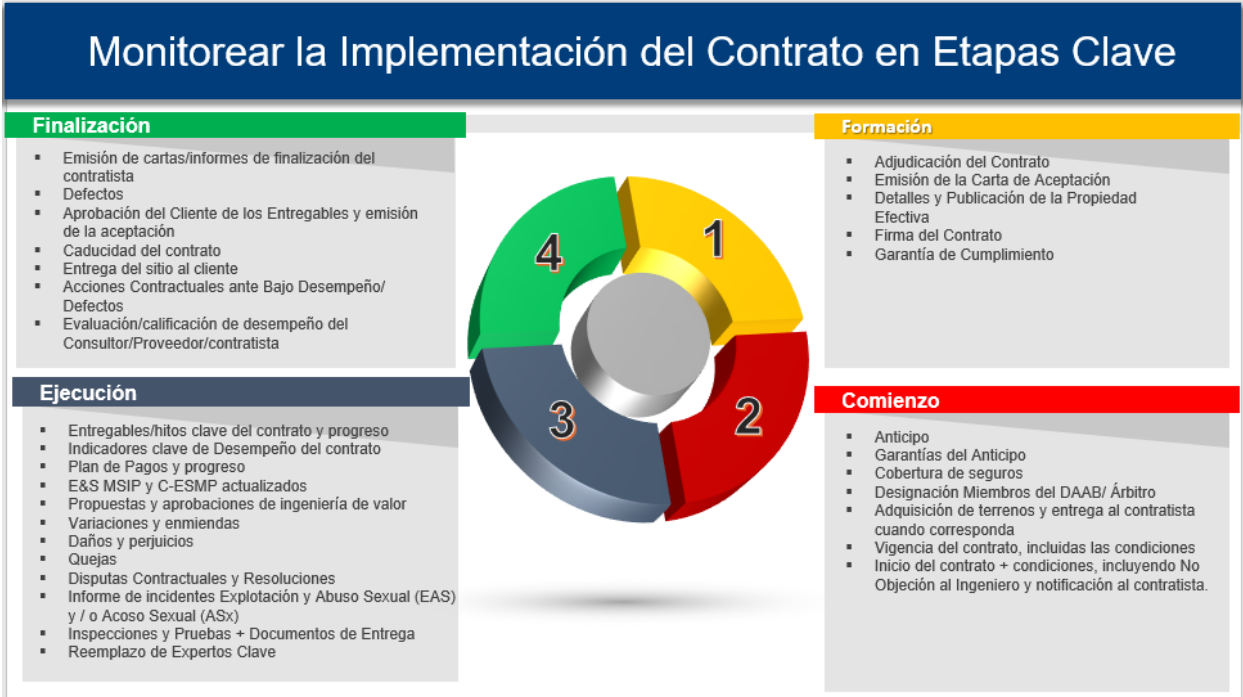 Monitorear la Implementación del Contrato en Etapas Clave
Finalización
▪ Emisión de cartas/informes de finalización del
contratista
▪ Defectos
▪ Aprobación del Cliente de los Entregables y emisión
de la aceptación
▪ Caducidad del contrato
▪ Entrega del sitio al cliente
▪ Acciones Contractuales ante Bajo Desempeño/
Defectos
▪ Evaluación/calificación de desempeño del
Consultor/Proveedor/contratista
Formación
▪ Adjudicación del Contrato
▪ Emisión de la Carta de Aceptación
▪ Detalles y Publicación de la Propiedad
Efectiva
▪ Firma del Contrato
▪ Garantía de Cumplimiento
4
1
3
2
Ejecución
▪ Entregables/hitos clave del contrato y progreso
▪ Indicadores clave de Desempeño del contrato
▪ Plan de Pagos y progreso
▪ E&S MSIP y C-ESMP actualizados
▪ Propuestas y aprobaciones de ingeniería de valor
▪ Variaciones y enmiendas
▪ Daños y perjuicios
▪ Quejas
▪ Disputas Contractuales y Resoluciones
▪ Informe de incidentes Explotación y Abuso Sexual (EAS)
y / o Acoso Sexual (ASx)
▪ Inspecciones y Pruebas + Documentos de Entrega
▪ Reemplazo de Expertos Clave
Comienzo
▪ Anticipo
▪ Garantías del Anticipo
▪ Cobertura de seguros
▪ Designación Miembros del DAAB/ Árbitro
▪ Adquisición de terrenos y entrega al contratista
cuando corresponda
▪ Vigencia del contrato, incluidas las condiciones
▪ Inicio del contrato + condiciones, incluyendo No
Objeción al Ingeniero y notificación al contratista.